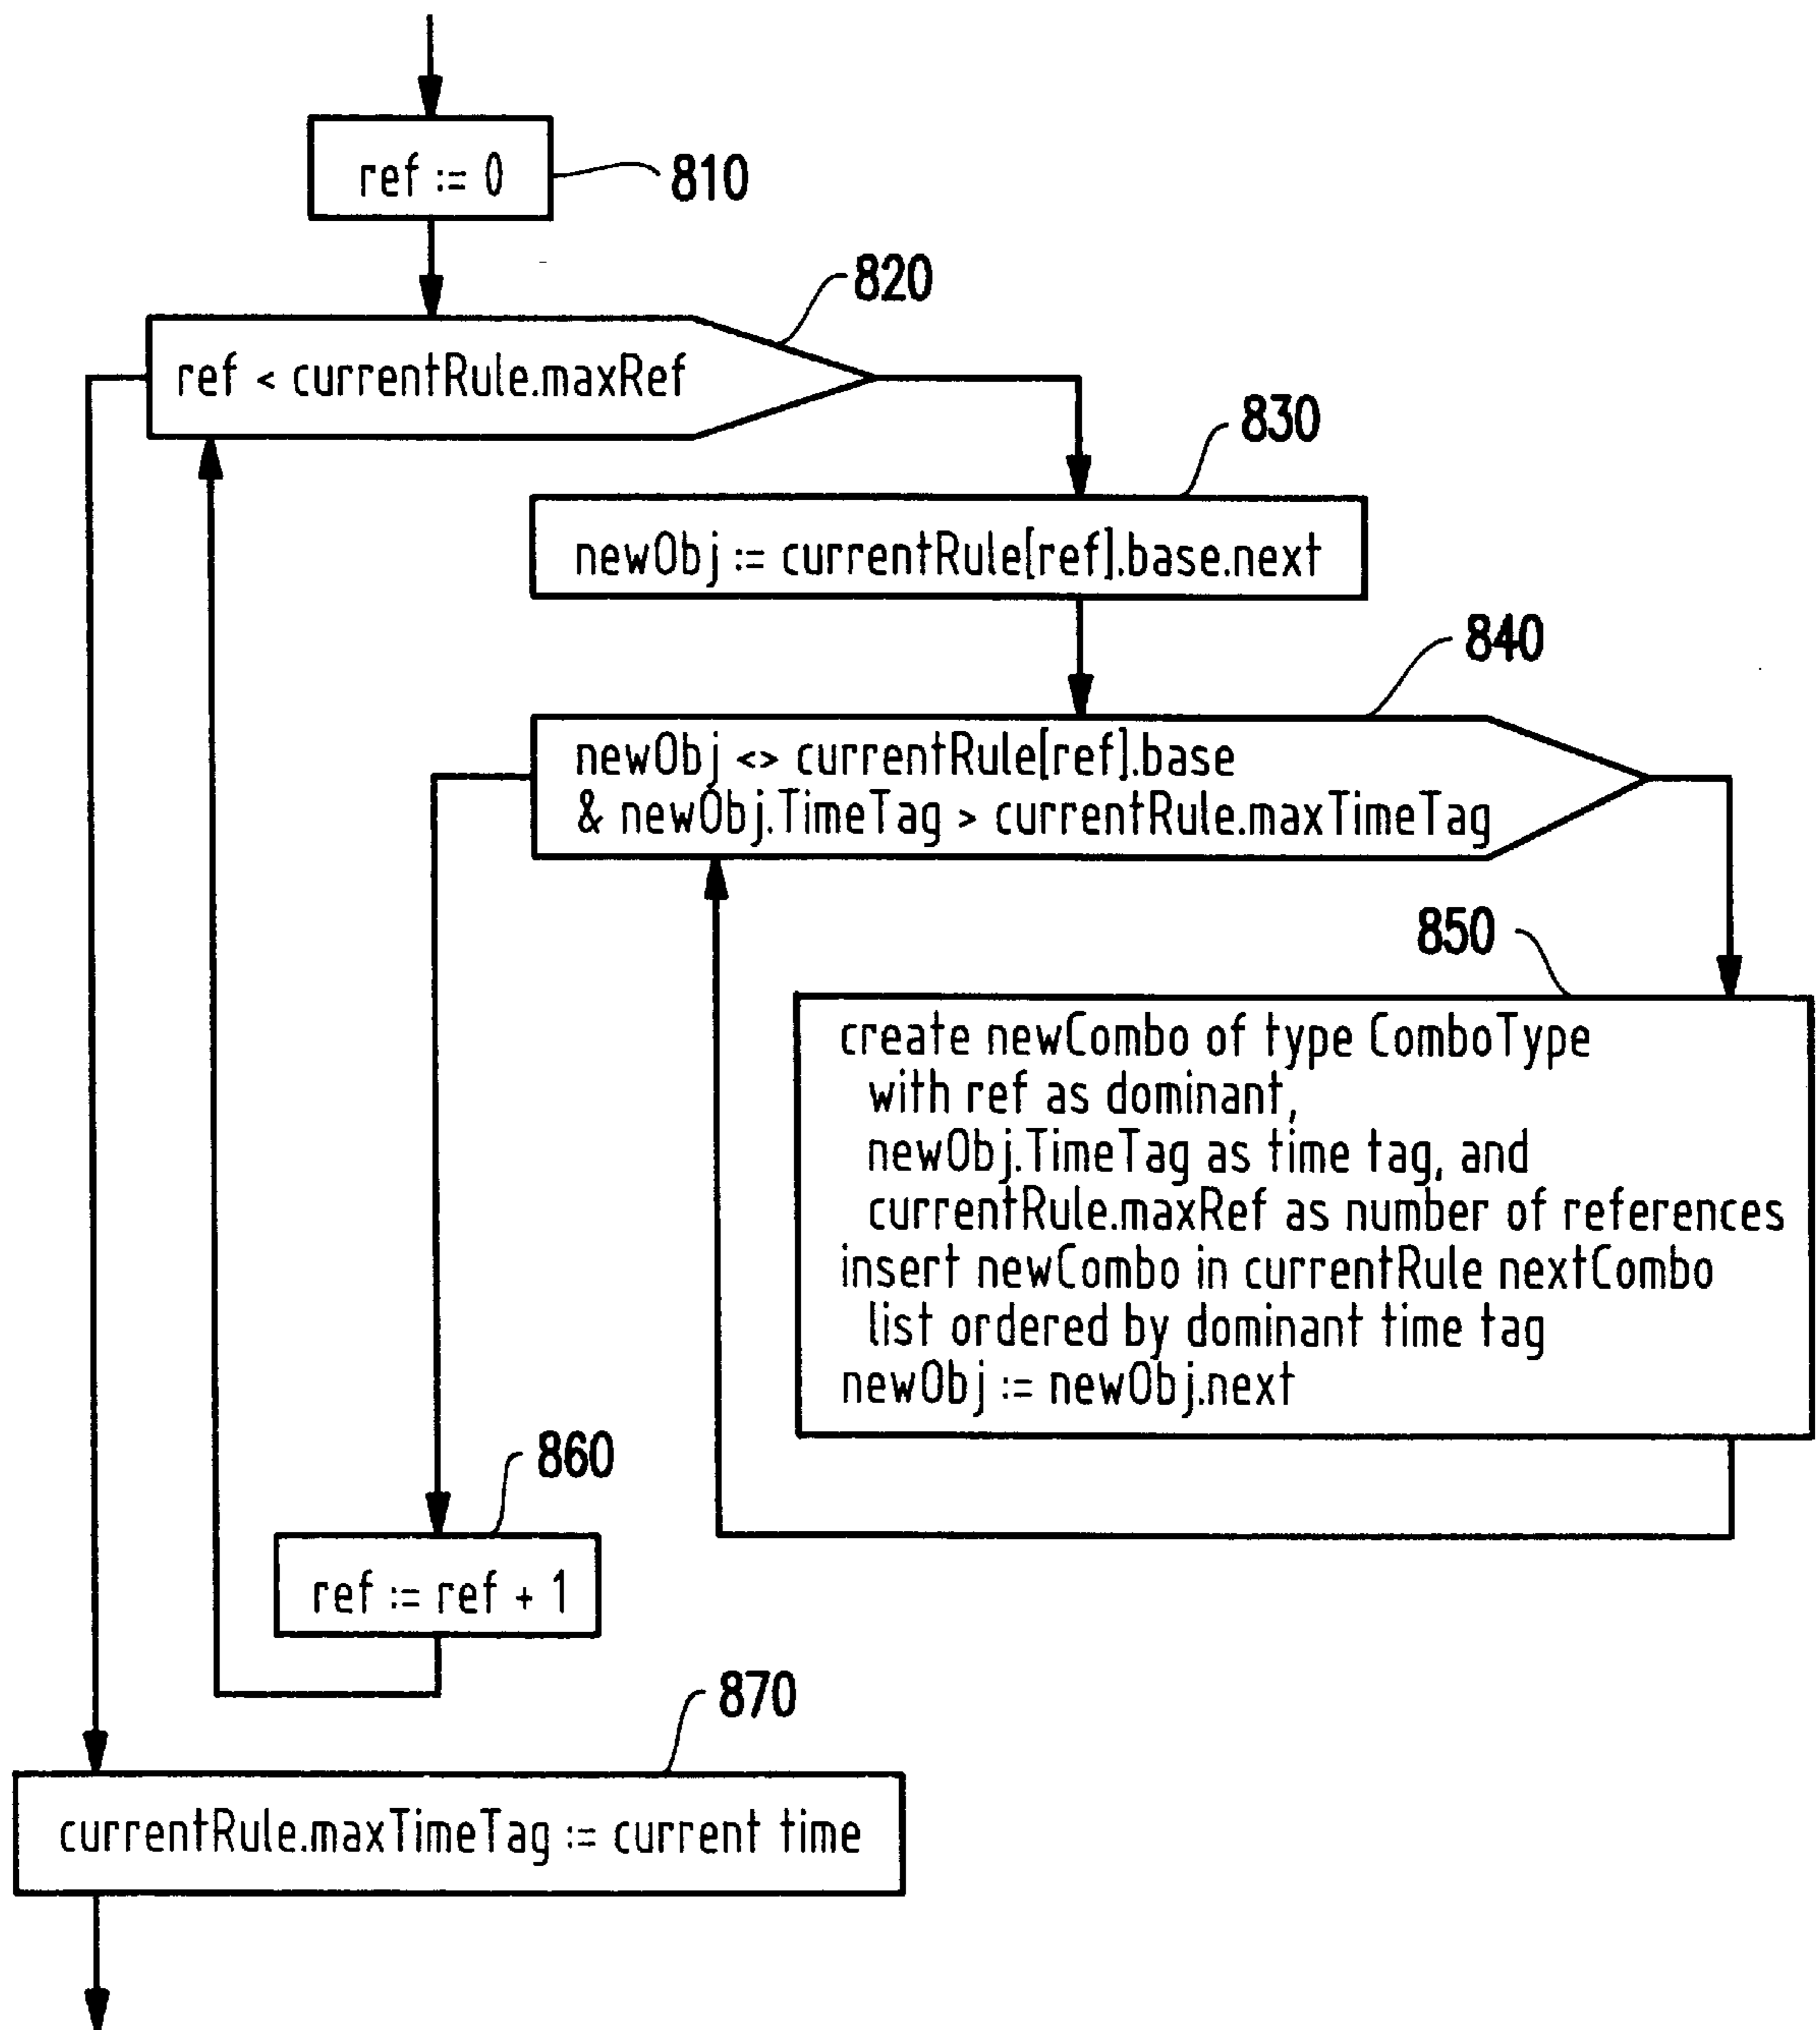 ref := 0
810
820
ref < currentRule.maxRef
830
newObj := currentRule[ref].base.next
840
newObj <> currentRule[ref].base
& newObj.TimeTag > currentRule.maxTimeTag
850
create newCombo of type ComboType
with ref as dominant,
newObj.TimeTag as time tag, and
currentRule.maxRef as number of references
insert newCombo in currentRule nextCombo
list ordered by dominant time tag
newObj := newObj.next
860
ref := ref + 1
870
currentRule.maxTimeTag := current time